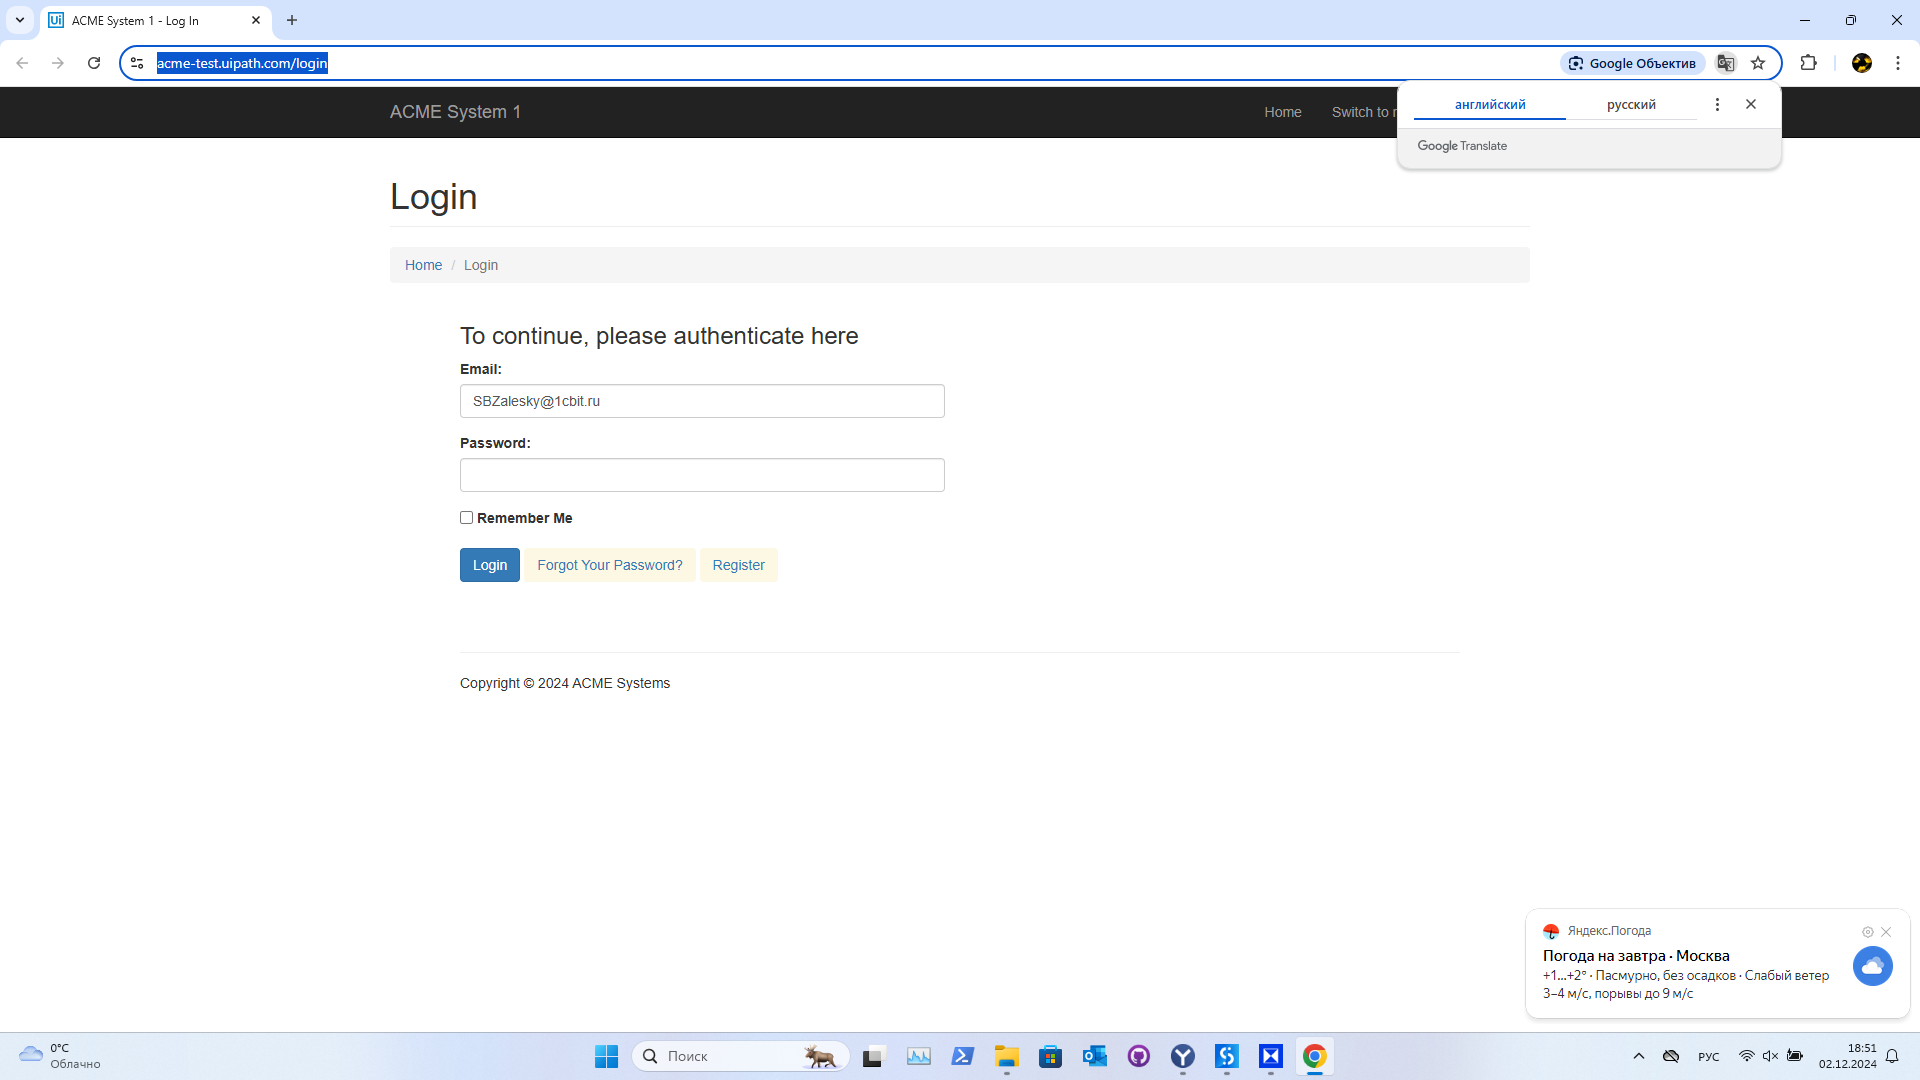 ACME System 1 - Log In
acme-test.uipath.com/login
Google Объектив
ACME System 1
Home
Switch to
английский
русский
Google Translate
Login
Home / Login
To continue, please authenticate here
Email:
SBZalesky@1cbit.ru
Password:
Remember Me
Login
Forgot Your Password?
Register
Copyright © 2024 ACME Systems
Яндекс.Погода
Погода на завтра · Москва
+1...+2° · Пасмурно, без осадков · Слабый ветер
3–4 м/с, порывы до 9 м/с
0°C
Облачно
Поиск
РУС
18:51
02.12.2024